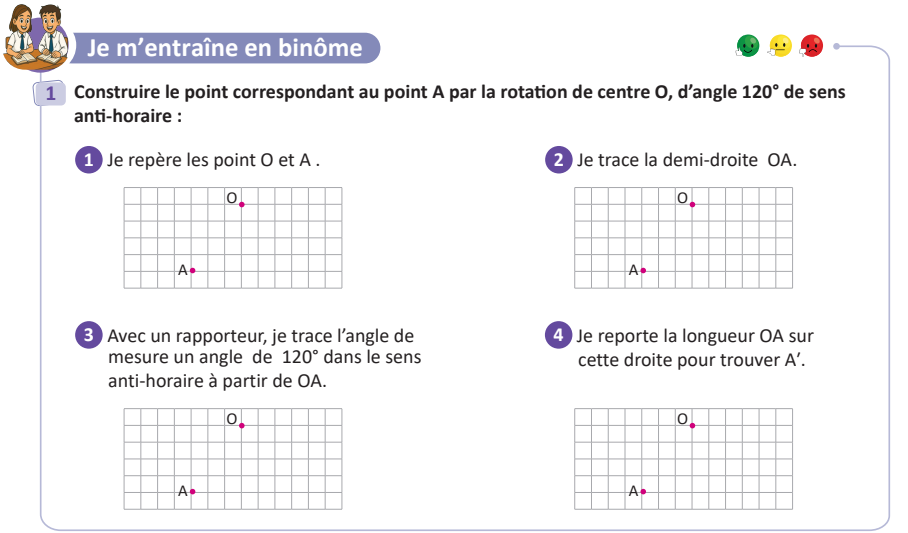 Je m'entraîne en binôme
1 Construire le point correspondant au point A par la rotation de centre O, d'angle 120° de sens
anti-horaire :
1 Je repère les point O et A .
O
A
2 Je trace la demi-droite OA.
O
A
3 Avec un rapporteur, je trace l'angle de
mesure un angle de 120° dans le sens
anti-horaire à partir de OA.
O
A
4 Je reporte la longueur OA sur
cette droite pour trouver A'.
O
A